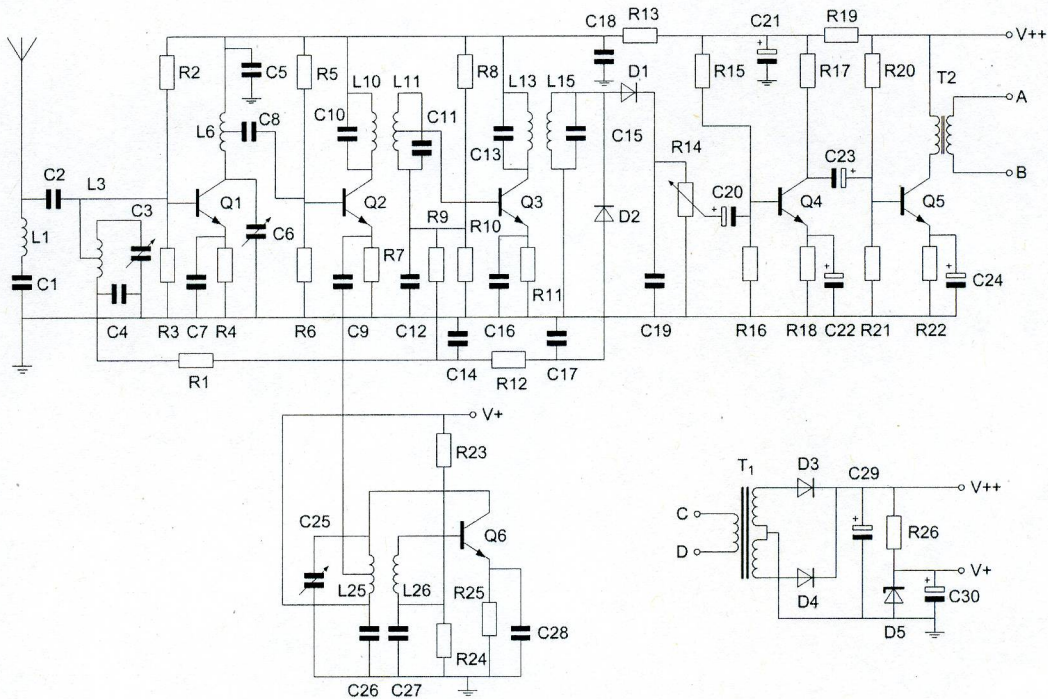 C18 R13 C21 R19
V++
R2 C5 R5 L10 L11 R8 L13 L15 D1 R15 R17 R20 T2
C8 L6 C10 C11 C13 C15 R14 A
C2 L3 C3 Q1 Q2 R9 Q3 D2 C20 C23 Q4 Q5 B
L1 C6 R7 R10
C1 C4 R11 C24
R3 C7 R4 R6 C9 C12 C16 C19 R16 R18 C22 R21 R22
R1 C14 R12 C17
V+
R23
T1 D3 C29 V++
C25 Q6 C R26
D V+
L25 L26 R25 D4 C30
C28 D5
R24
C26 C27